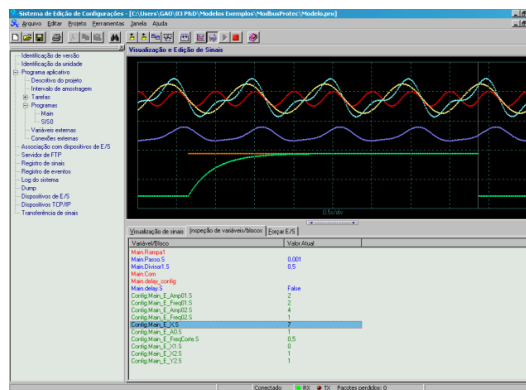 Sistema de Edição de Configurações - [C:\Users\GAO\03 PhD\Modelos Exemplos\ModbusProtec\Modelo.prw]
Arquivo Editar Projeto Ferramentas Janela Ajuda
Identificação de versão
Identificação da unidade
Programa aplicativo
Descritivo do projeto
Intervalo de amostragem
Tarefas
Programas
Main
SIS0
Variáveis externas
Conexões externas
Associação com dispositivos de E/S
Servidor de FTP
Registro de sinais
Registro de eventos
Log do sistema
Dump
Dispositivos de E/S
Dispositivos TCP/IP
Transferência de sinais
Visualização e Edição de Sinais
0.5s/div
Visualização de sinais Inspeção de variáveis/blocos Forçar E/S
Variável/Bloco Valor Atual
Main.Rampa1
Main.Passo.S 0,001
Main.Divisor1.S 0.5
Main.Com
Main.delay_config
Main.delay.S False
Config.Main_E_Amp01.S 2
Config.Main_E_Freq01.S 2
Config.Main_E_Amp02.S 4
Config.Main_E_Freq02.S 1
Config.Main_E_X.S 7
Config.Main_E_A0.S 1
Config.Main_E_FreqCorte.S 0.5
Config.Main_E_X1.S 0
Config.Main_E_X2.S 1
Config.Main_E_Y2.S 1
Conectado RX TX Pacotes perdidos: 0